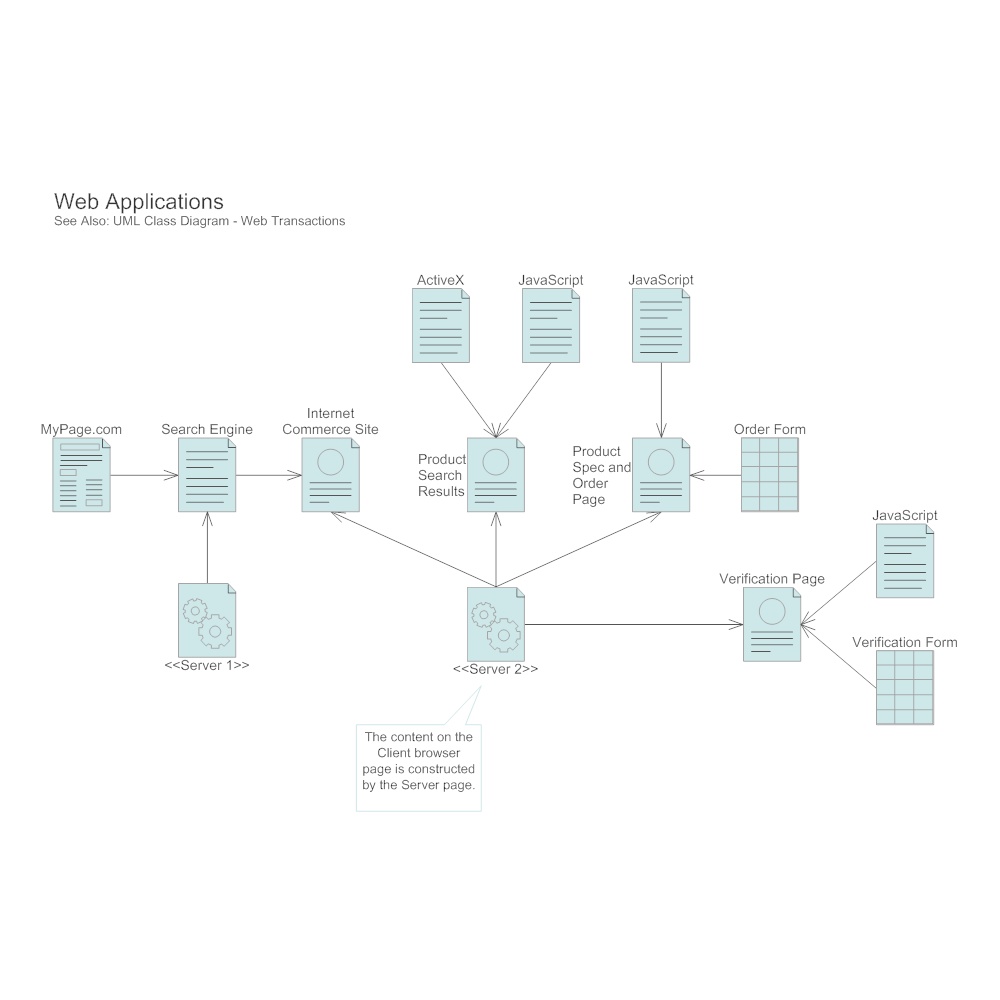 Web Applications
See Also: UML Class Diagram - Web Transactions
ActiveX
JavaScript
JavaScript
MyPage.com
Search Engine
Internet
Commerce Site
Product
Search
Results
Product
Spec and
Order
Page
Order Form
JavaScript
Verification Page
Verification Form
<<Server 1>>
<<Server 2>>
The content on the
Client browser
page is constructed
by the Server page.